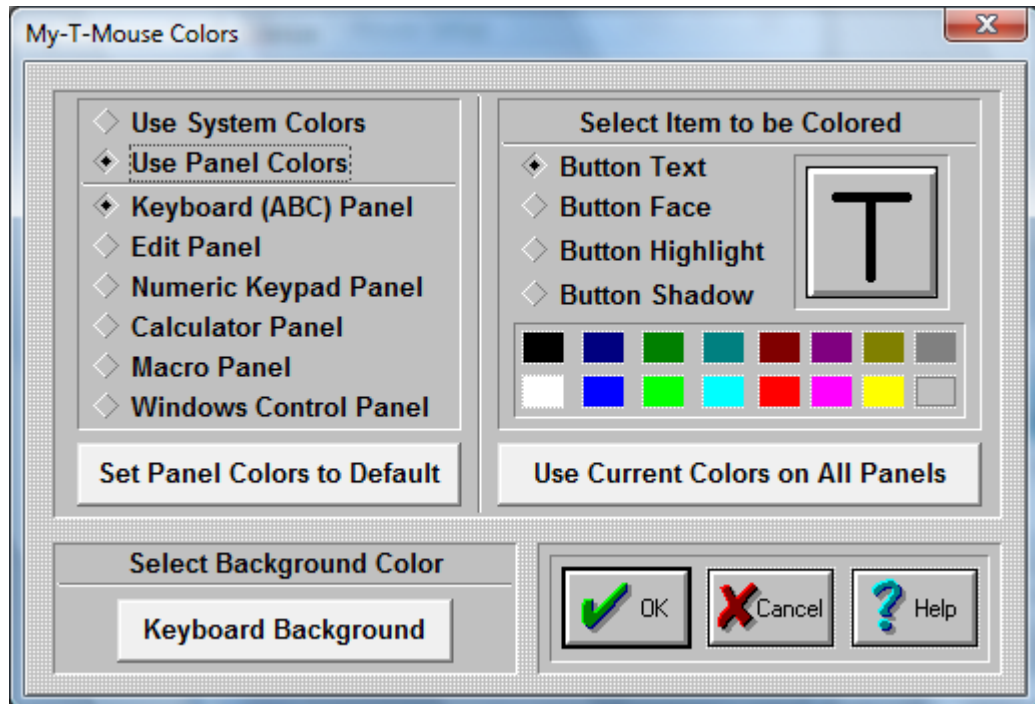 My-T-Mouse Colors
Use System Colors
Use Panel Colors
Keyboard (ABC) Panel
Edit Panel
Numeric Keypad Panel
Calculator Panel
Macro Panel
Windows Control Panel
Set Panel Colors to Default
Select Item to be Colored
Button Text
Button Face
Button Highlight
Button Shadow
T
Use Current Colors on All Panels
Select Background Color
Keyboard Background
OK
Cancel
Help